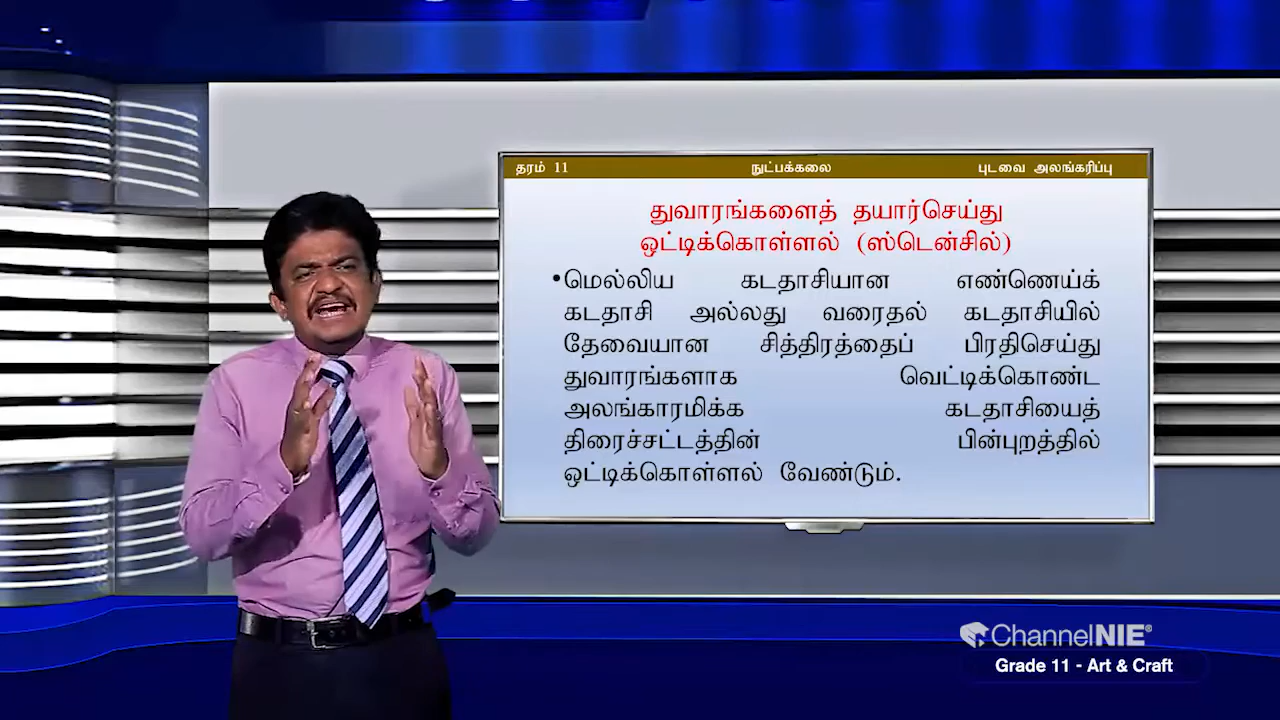 தரம் 11 நுட்பக்கலை புடவை அலங்கரிப்பு
துவாரங்களைத் தயார்செய்து
ஒட்டிக்கொள்ளல் (ஸ்டென்சில்)
•மெல்லிய கடதாசியான எண்ணெய்க்
கடதாசி அல்லது வரைதல் கடதாசியில்
தேவையான சித்திரத்தைப் பிரதிசெய்து
துவாரங்களாக வெட்டிக்கொண்ட
அலங்காரமிக்க கடதாசியைத்
திரைச்சட்டத்தின் பின்புறத்தில்
ஒட்டிக்கொள்ளல் வேண்டும்.
ChannelNIE®
Grade 11 - Art & Craft